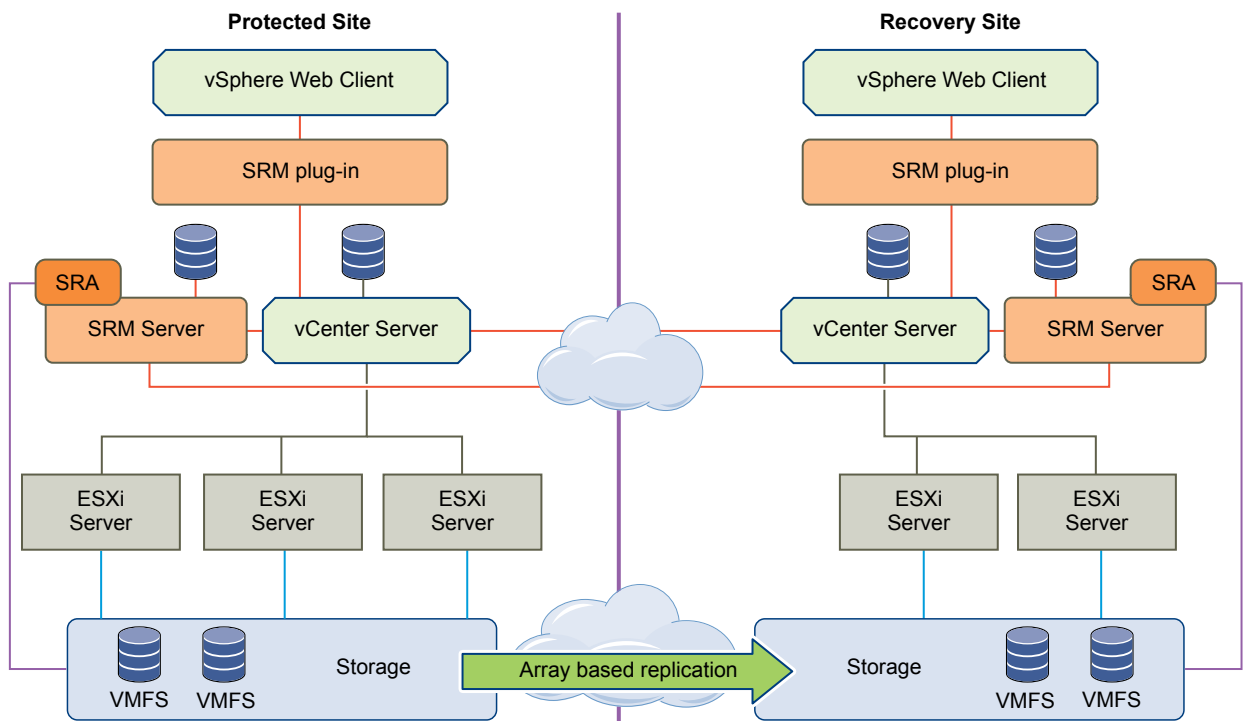 Protected Site
Recovery Site
vSphere Web Client
vSphere Web Client
SRM plug-in
SRM plug-in
SRA
SRA
SRM Server
vCenter Server
vCenter Server
SRM Server
ESXi
Server
ESXi
Server
ESXi
Server
ESXi
Server
ESXi
Server
Storage
Array based replication
Storage
VMFS
VMFS
VMFS
VMFS